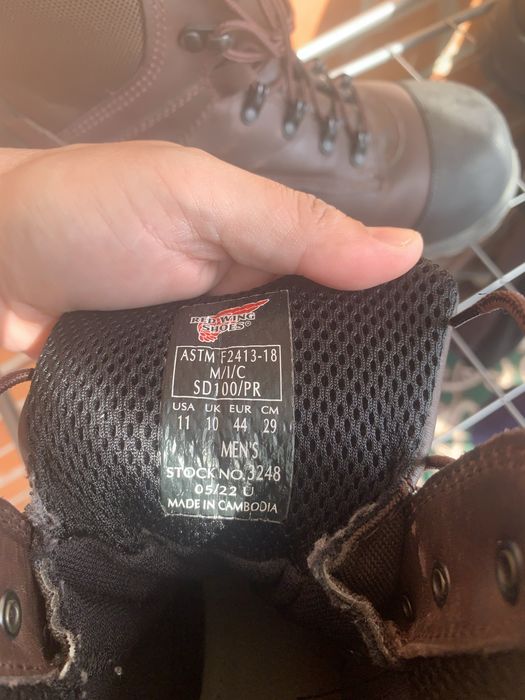 RED WING
SHOES®
ASTM F2413-18
M/I/C
SD100/PR
USA UK EUR CM
11 10 44 29
MEN'S
STOCK NO. 3248
05/22 U
MADE IN CAMBODIA